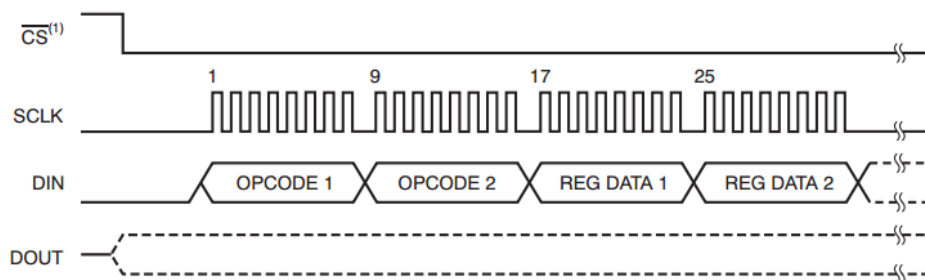 CS(1)
1 9 17 25
SCLK
DIN OPCODE 1 OPCODE 2 REG DATA 1 REG DATA 2
DOUT